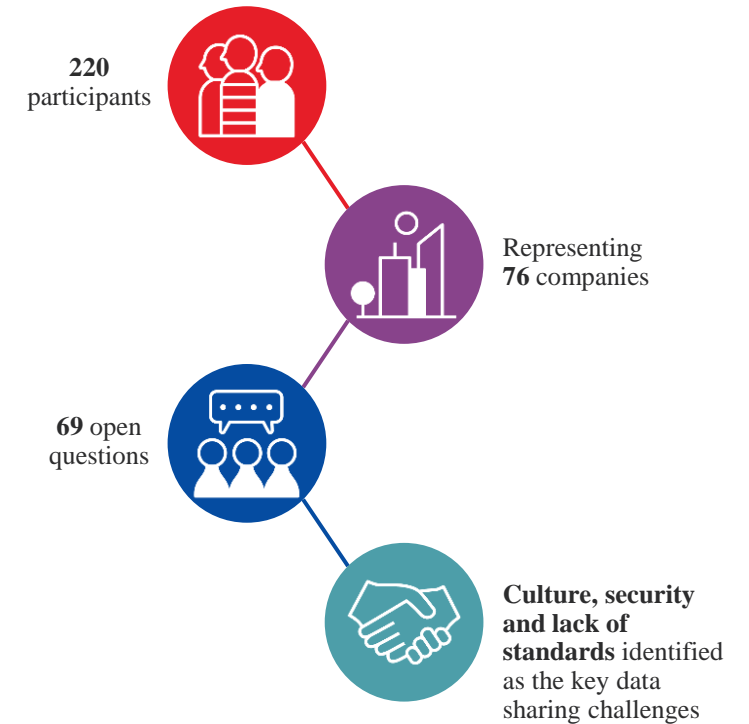 220
participants
Representing
76 companies
69 open
questions
Culture, security
and lack of
standards identified
as the key data
sharing challenges